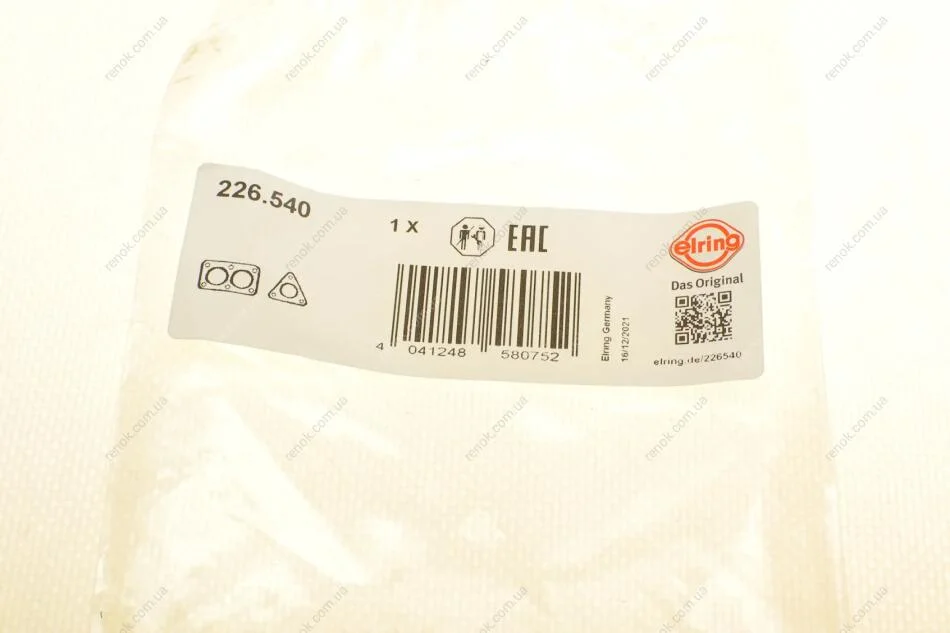 226.540
1 X
EAC
elring
Das Original
4 041248 580752
Elring Germany
16/12/2021
elring.de/226540
renok.com.ua